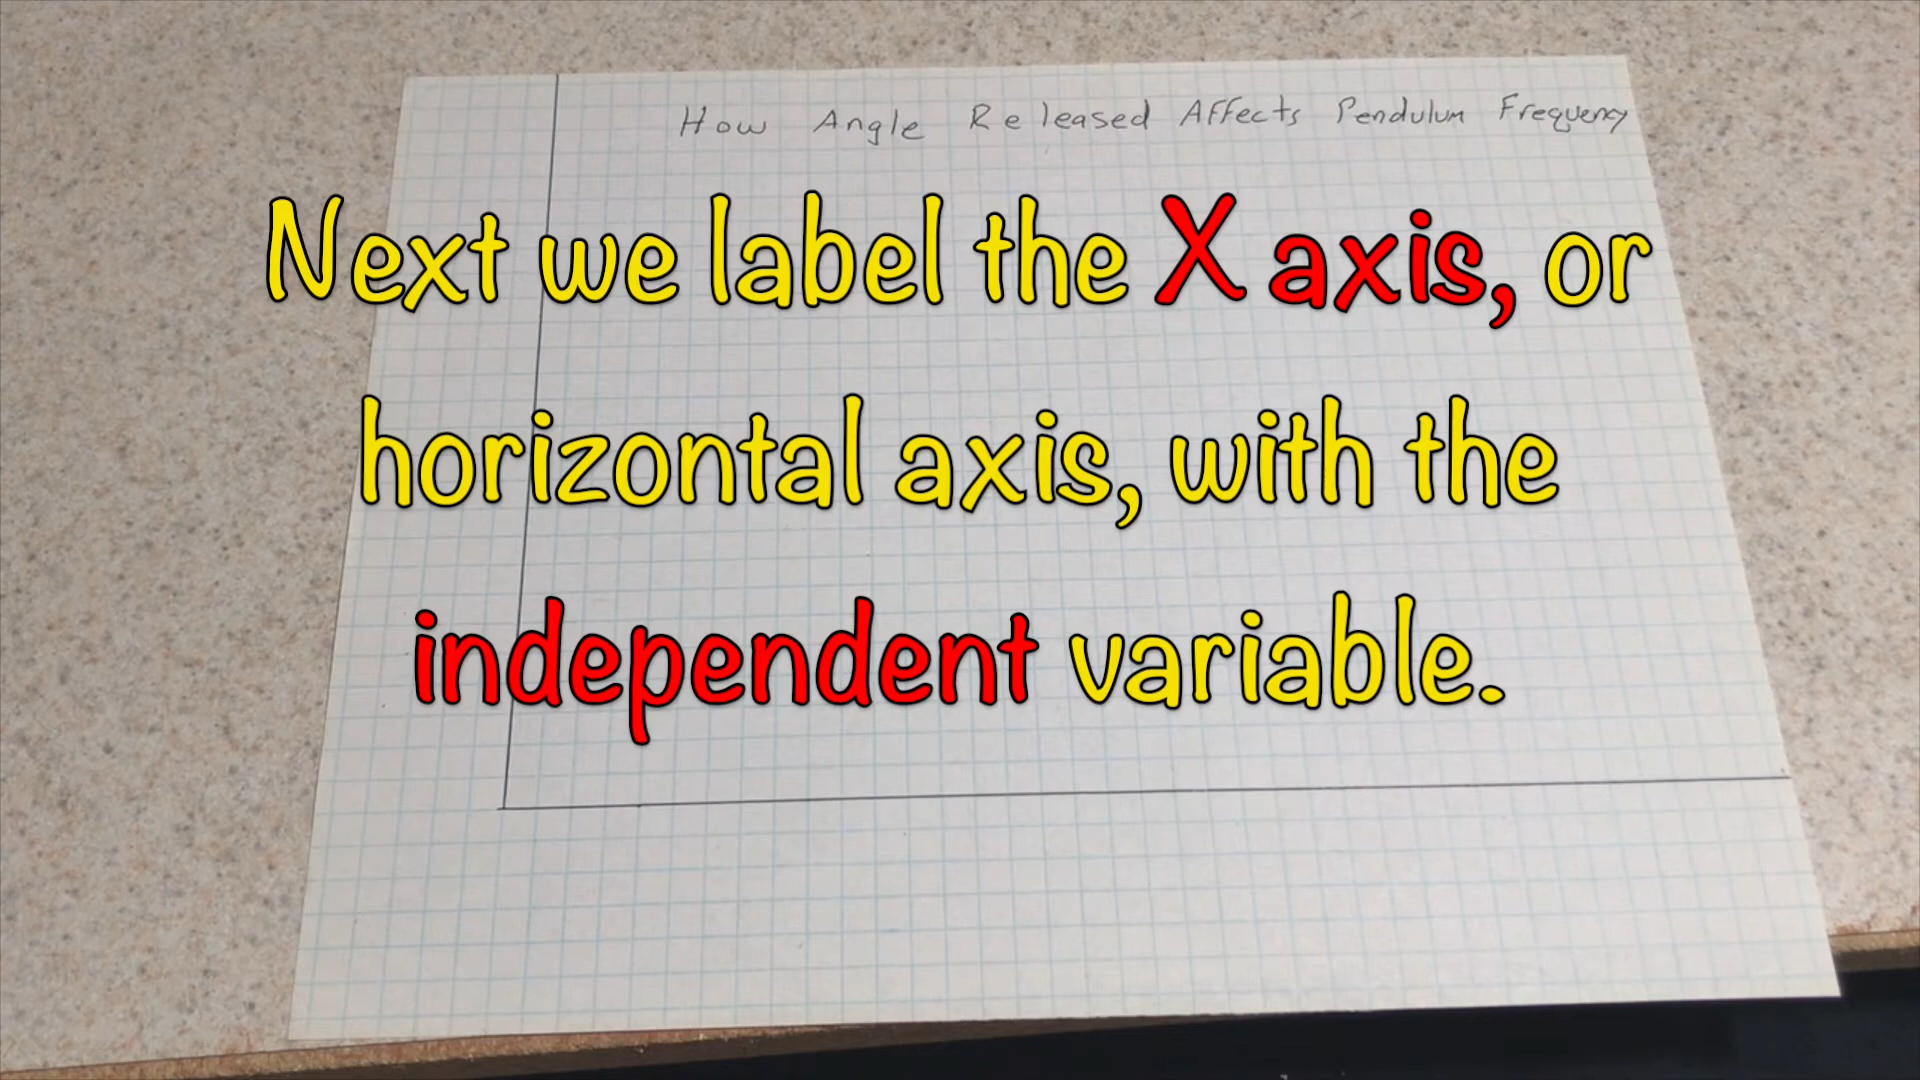 How Angle Released Affects Pendulum Frequency
Next we label the X axis, or
horizontal axis, with the
independent variable.